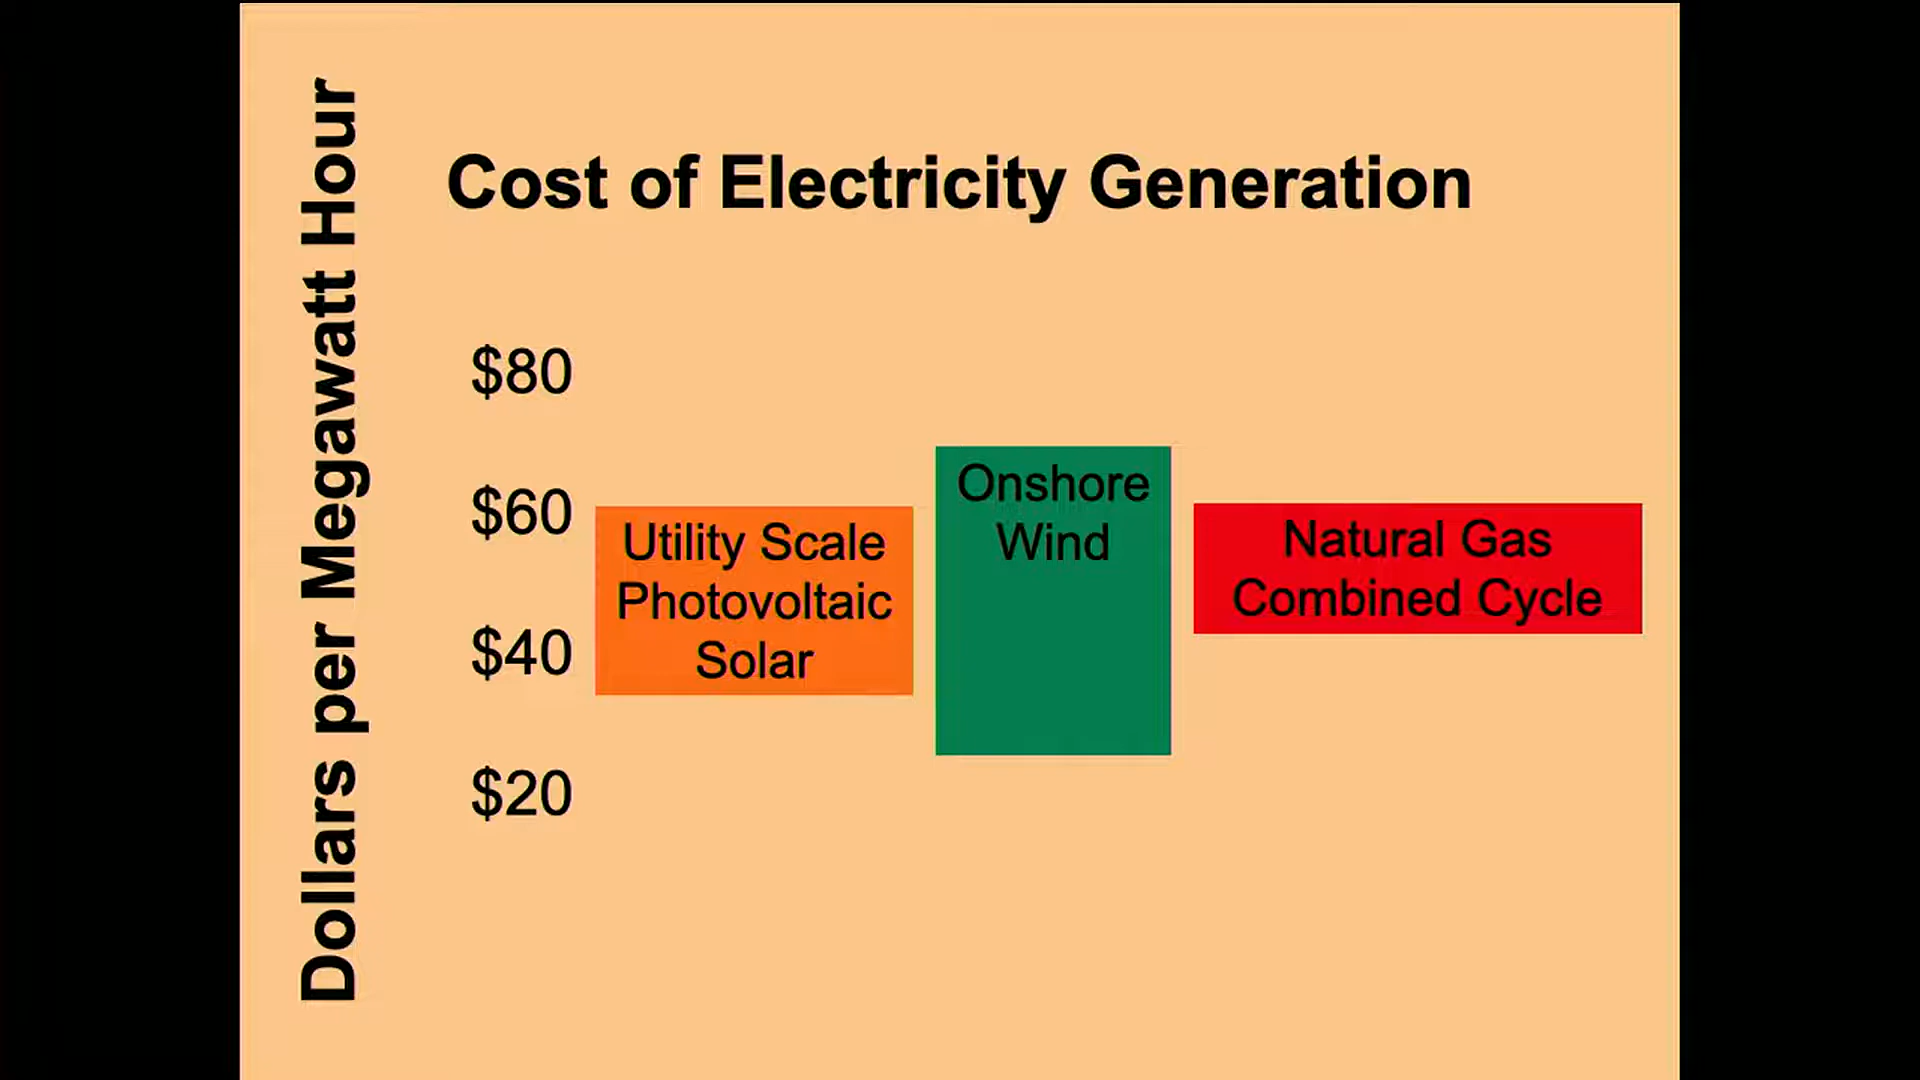 Dollars per Megawatt Hour
Cost of Electricity Generation
$80
$60
$40
$20
Utility Scale
Photovoltaic
Solar
Onshore
Wind
Natural Gas
Combined Cycle